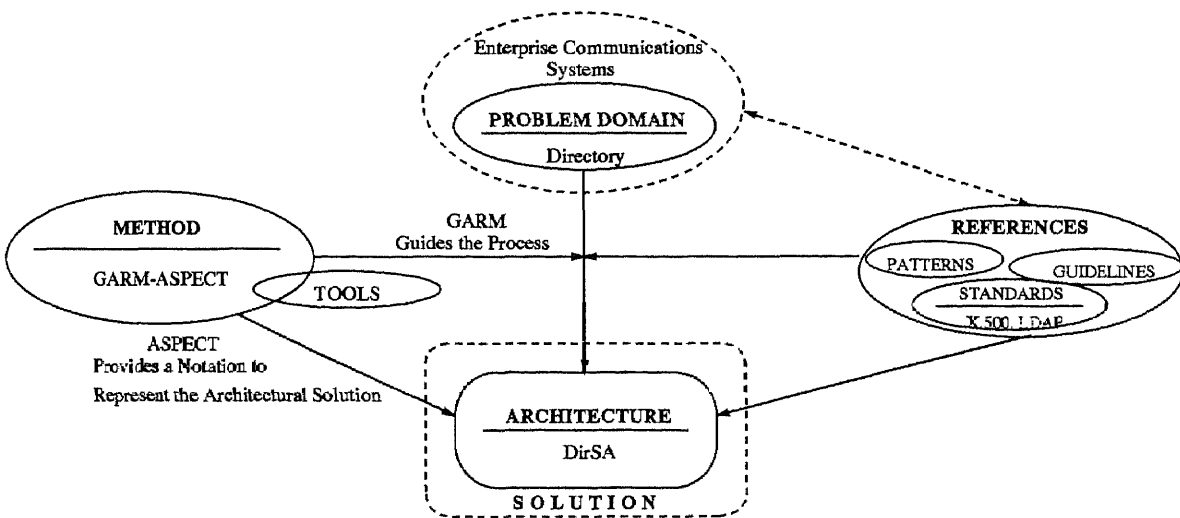 Enterprise Communications
Systems
PROBLEM DOMAIN
Directory
METHOD
GARM-ASPECT
TOOLS
GARM
Guides the Process
REFERENCES
PATTERNS
GUIDELINES
STANDARDS
X.500, LDAP
ASPECT
Provides a Notation to
Represent the Architectural Solution
ARCHITECTURE
DirSA
SOLUTION